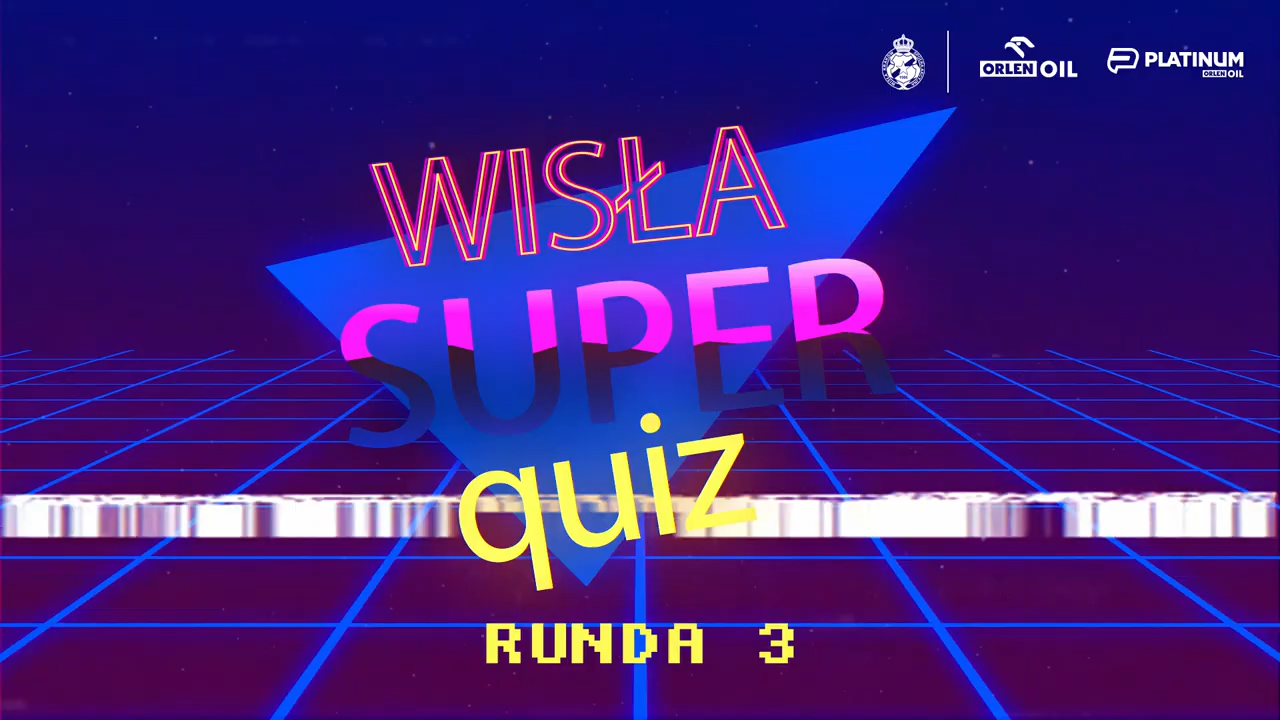 ORLEN OIL
PLATINUM
ORLEN OIL
WISŁA
SUPER
quiz
RUNDA 3